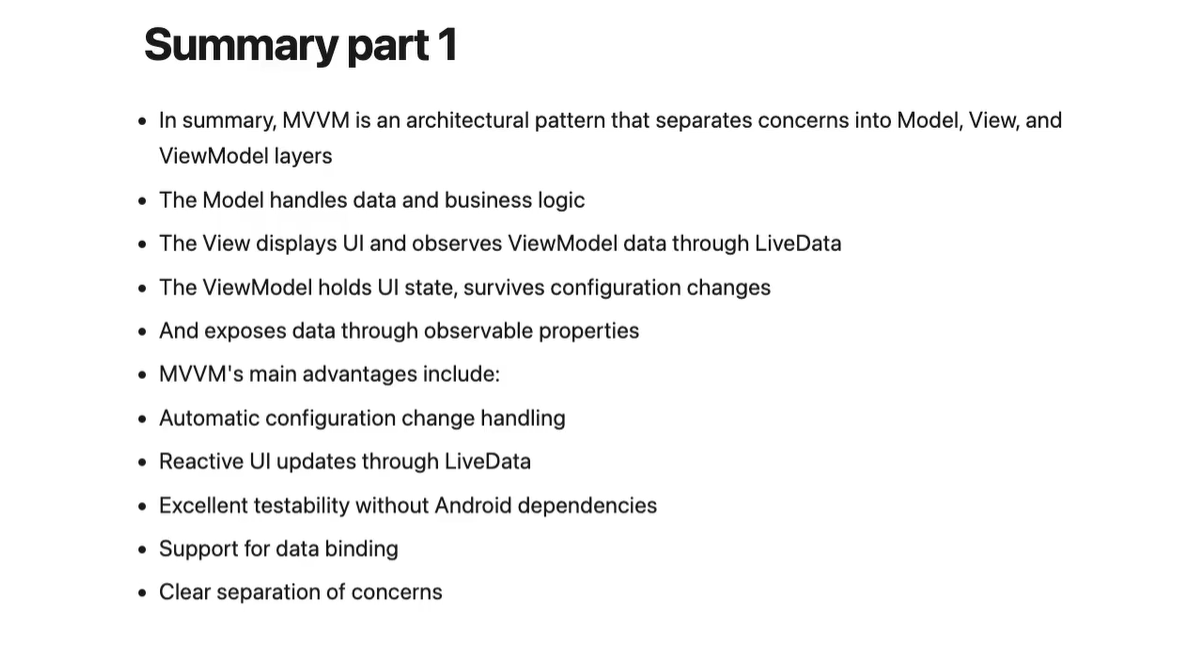 Summary part 1
• In summary, MVVM is an architectural pattern that separates concerns into Model, View, and
ViewModel layers
• The Model handles data and business logic
• The View displays UI and observes ViewModel data through LiveData
• The ViewModel holds UI state, survives configuration changes
• And exposes data through observable properties
• MVVM's main advantages include:
• Automatic configuration change handling
• Reactive UI updates through LiveData
• Excellent testability without Android dependencies
• Support for data binding
• Clear separation of concerns